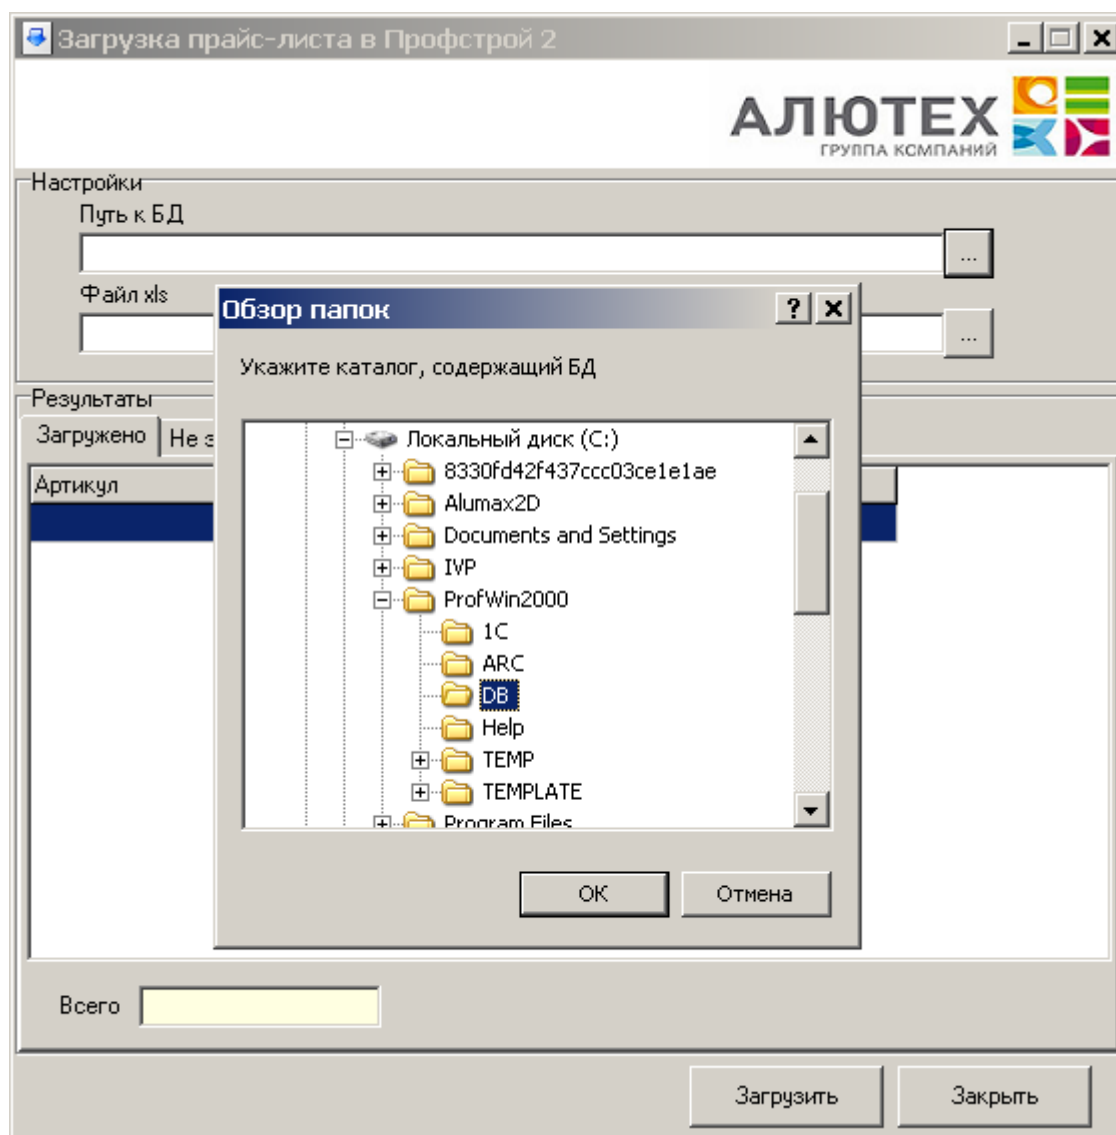 Загрузка прайс-листа в Профстрой 2
АЛЮТЕХ
ГРУППА КОМПАНИЙ
Настройки
Путь к БД
...
Файл xls
...
Обзор папок
Укажите каталог, содержащий БД
Результаты
Загружено Не з
Артикул
Локальный диск (C:)
8330fd42f437ccc03ce1e1ae
Alumax2D
Documents and Settings
IVP
ProfWin2000
1C
ARC
DB
Help
TEMP
TEMPLATE
Program Files
OK Отмена
Всего
Загрузить Закрыть